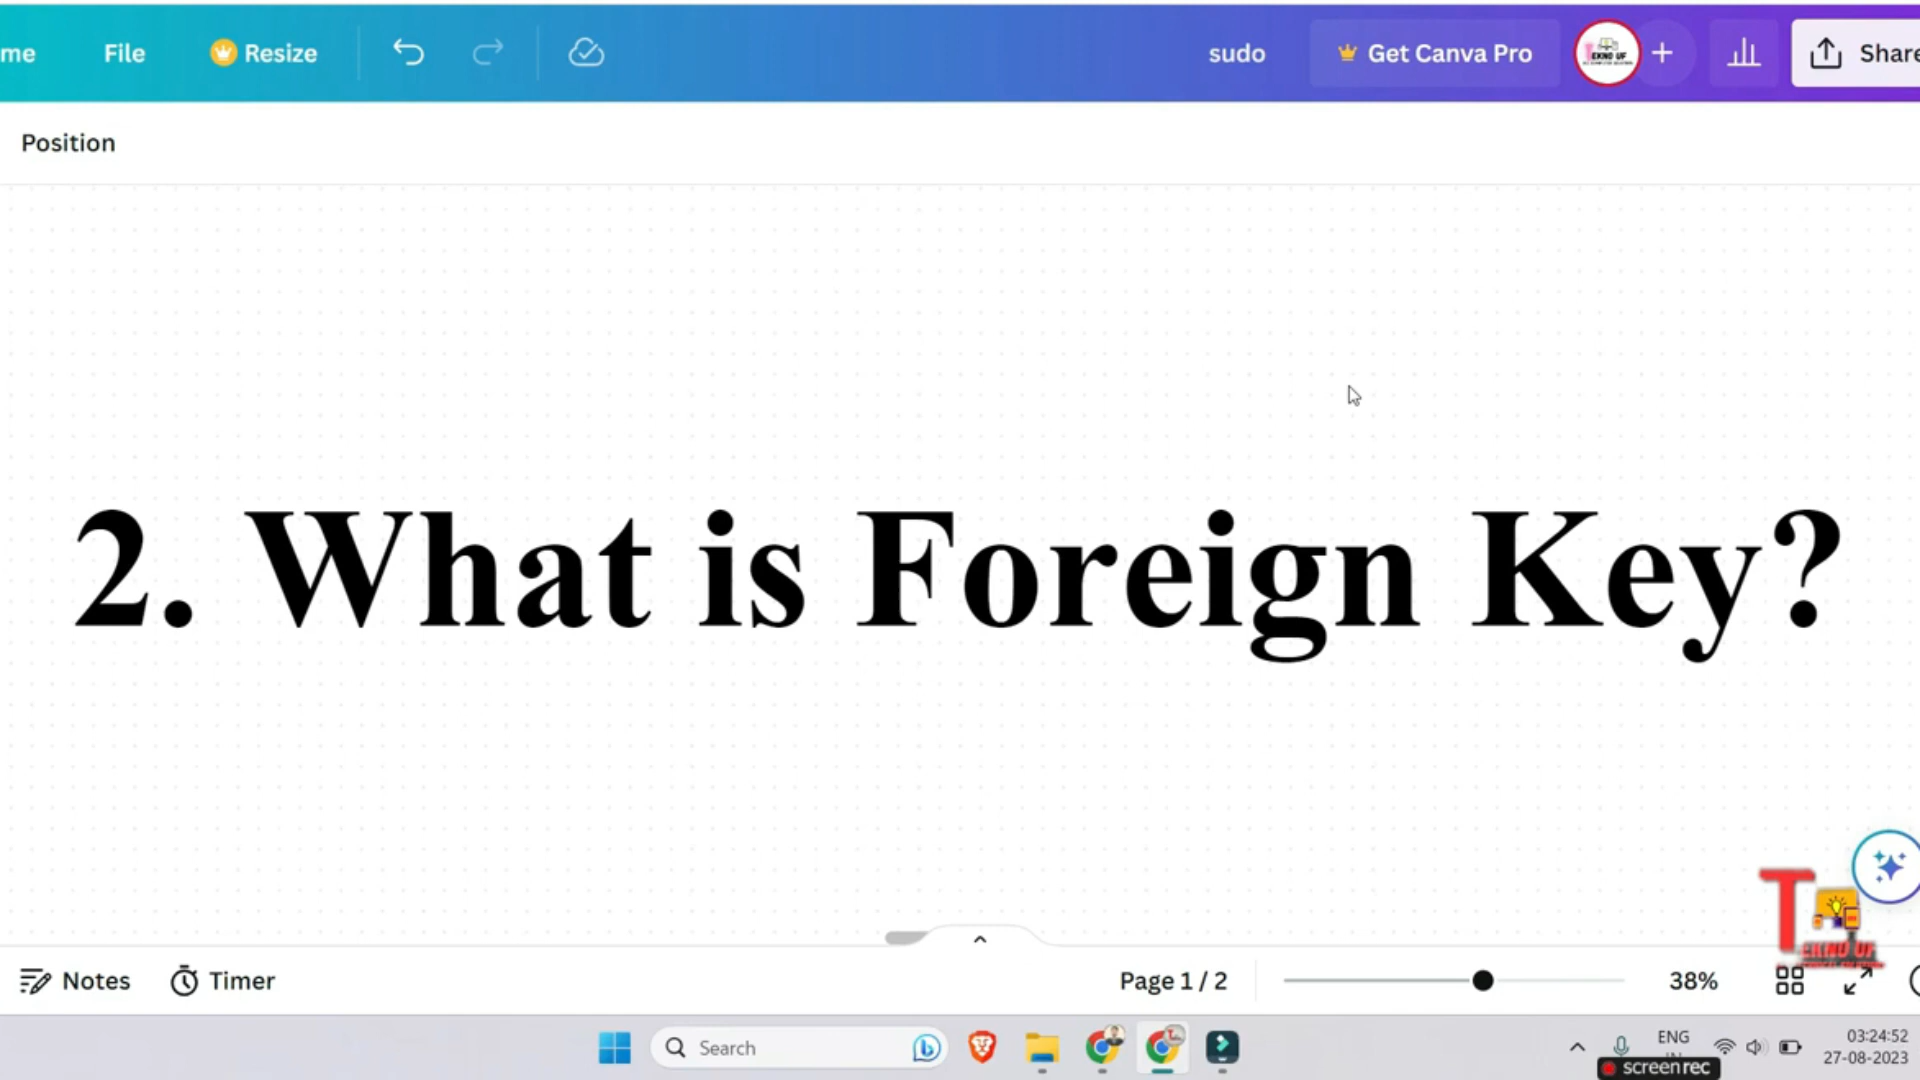 me File Resize sudo Get Canva Pro Share
Position
2. What is Foreign Key?
Notes Timer Page 1 / 2 38%
Search ENG 03:24:52
27-08-2023
screenrec